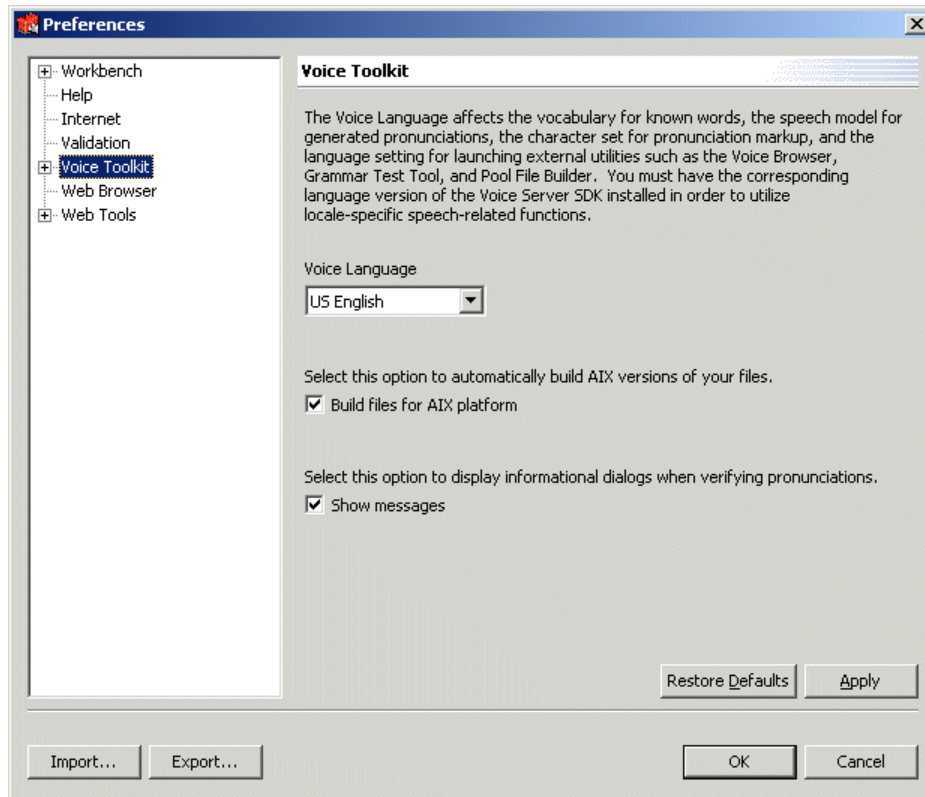 Preferences
Workbench
Help
Internet
Validation
Voice Toolkit
Web Browser
Web Tools
Voice Toolkit
The Voice Language affects the vocabulary for known words, the speech model for
generated pronunciations, the character set for pronunciation markup, and the
language setting for launching external utilities such as the Voice Browser,
Grammar Test Tool, and Pool File Builder. You must have the corresponding
language version of the Voice Server SDK installed in order to utilize
locale-specific speech-related functions.
Voice Language
US English
Select this option to automatically build AIX versions of your files.
Build files for AIX platform
Select this option to display informational dialogs when verifying pronunciations.
Show messages
Restore Defaults
Apply
Import...
Export...
OK
Cancel